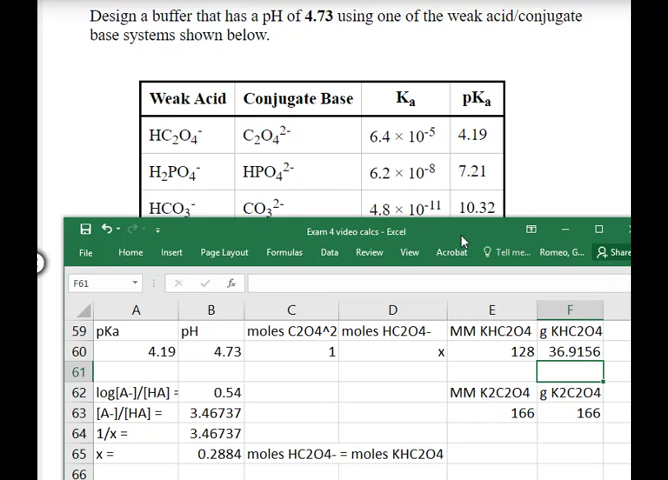 Design a buffer that has a pH of 4.73 using one of the weak acid/conjugate
base systems shown below.
Weak Acid Conjugate Base Ka pKa
HC2O4- C2O4^2- 6.4 × 10^-5 4.19
H2PO4- HPO4^2- 6.2 × 10^-8 7.21
HCO3- CO3^2- 4.8 × 10^-11 10.32
Exam 4 video calcs - Excel
File Home Insert Page Layout Formulas Data Review View Acrobat Tell me... Romeo, G... Share
F61 fx
A B C D E F
59 pKa pH moles C2O4^2 moles HC2O4- MM KHC2O4 g KHC2O4
60 4.19 4.73 1 x 128 36.9156
61
62 log[A-]/[HA] = 0.54 MM K2C2O4 g K2C2O4
63 [A-]/[HA] = 3.46737 166 166
64 1/x = 3.46737
65 x = 0.2884 moles HC2O4- = moles KHC2O4
66